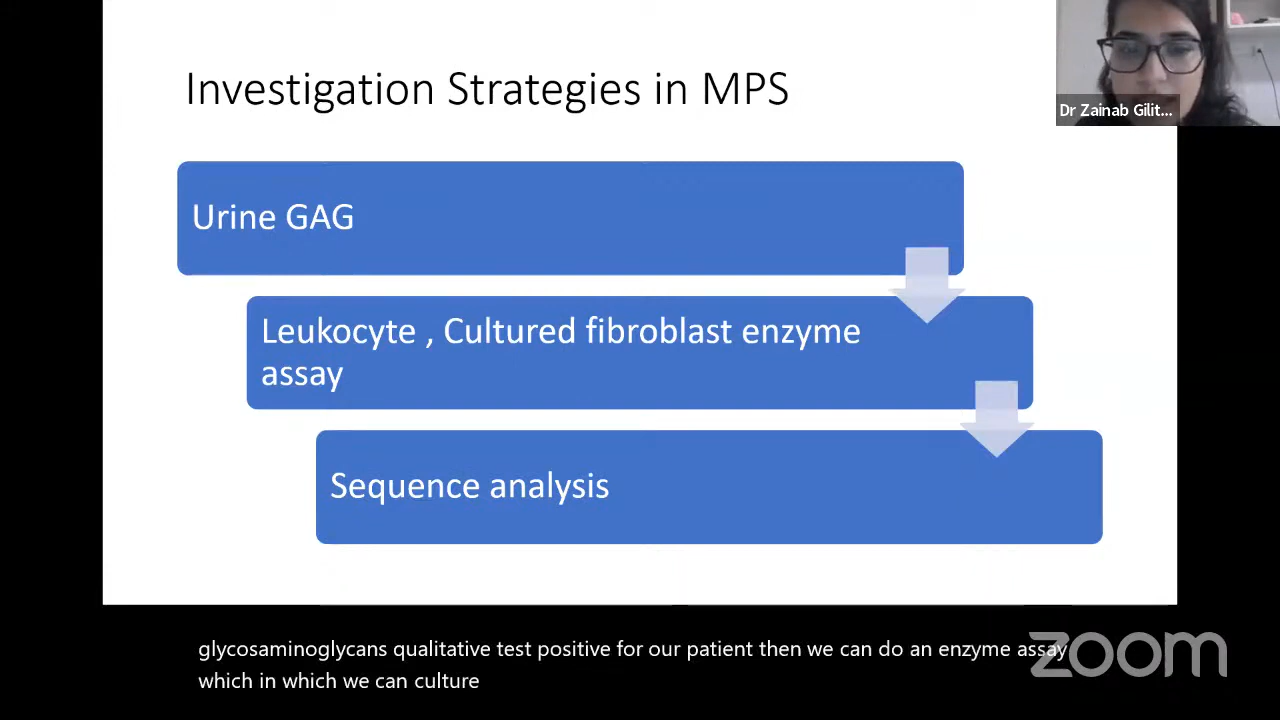 Investigation Strategies in MPS
Dr Zainab Gilit...
Urine GAG
Leukocyte , Cultured fibroblast enzyme
assay
Sequence analysis
glycosaminoglycans qualitative test positive for our patient then we can do an enzyme assay
which in which we can culture
zoom